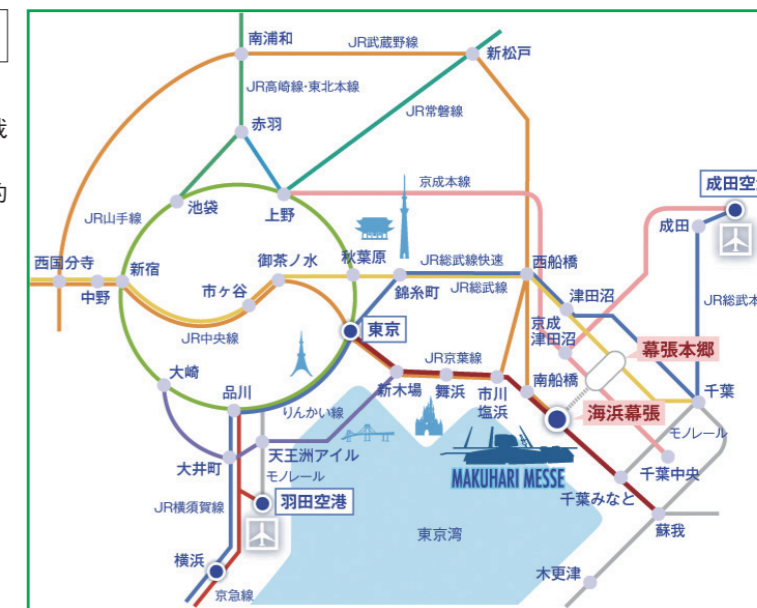 戝
約
南浦和
JR武蔵野線
新松戸
JR高崎線・東北本線
JR常磐線
赤羽
京成本線
成田空
池袋
上野
成田
JR山手線
西国分寺
新宿
御茶ノ水
秋葉原
JR総武線快速
西船橋
中野
市ヶ谷
錦糸町
JR総武線
津田沼
JR総武本
JR中央線
東京
京成
津田沼
幕張本郷
大崎
JR京葉線
南船橋
千葉
品川
りんかい線
新木場
舞浜
市川
塩浜
海浜幕張
モノレール
大井町
天王洲アイル
MAKUHARI MESSE
千葉中央
モノレール
千葉みなと
JR横須賀線
羽田空港
蘇我
東京湾
横浜
木更津
京急線